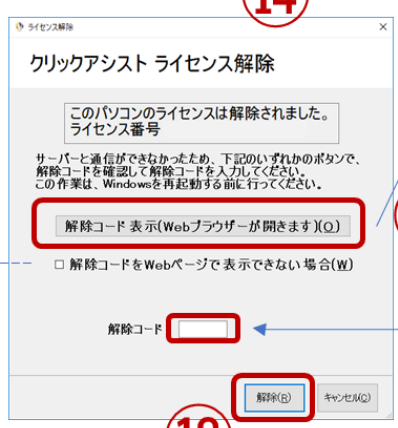 ⑭
ライセンス解除
クリックアシスト ライセンス解除
このパソコンのライセンスは解除されました。
ライセンス番号
サーバーと通信ができなかったため、下記のいずれかのボタンで、
解除コードを確認して解除コードを入力してください。
この作業は、Windowsを再起動する前に行ってください。
解除コード 表示(Webブラウザーが開きます)(O)
解除コードをWebページで表示できない場合(W)
解除コード
解除(R)
キャンセル(C)